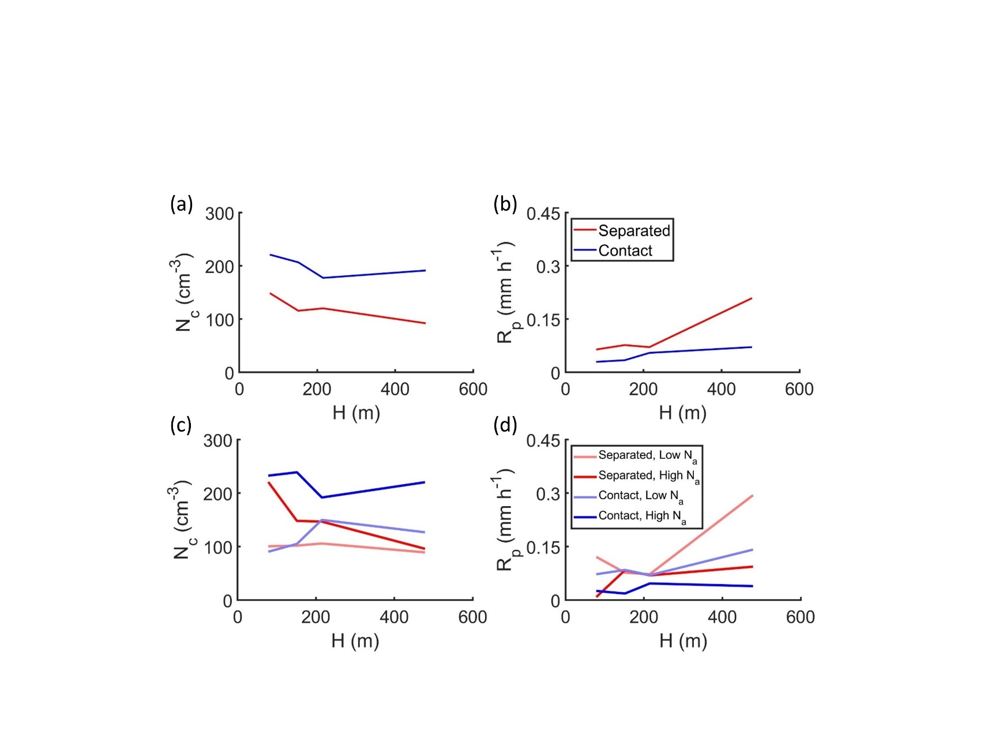 (a)
300
200
100
0
N_c (cm^-3)
0 200 400 600
H (m)
(b)
0.45
0.3
0.15
0
R_p (mm h^-1)
Separated
Contact
0 200 400 600
H (m)
(c)
300
200
100
0
N_c (cm^-3)
0 200 400 600
H (m)
(d)
0.45
0.3
0.15
0
R_p (mm h^-1)
Separated, Low N_a
Separated, High N_a
Contact, Low N_a
Contact, High N_a
0 200 400 600
H (m)